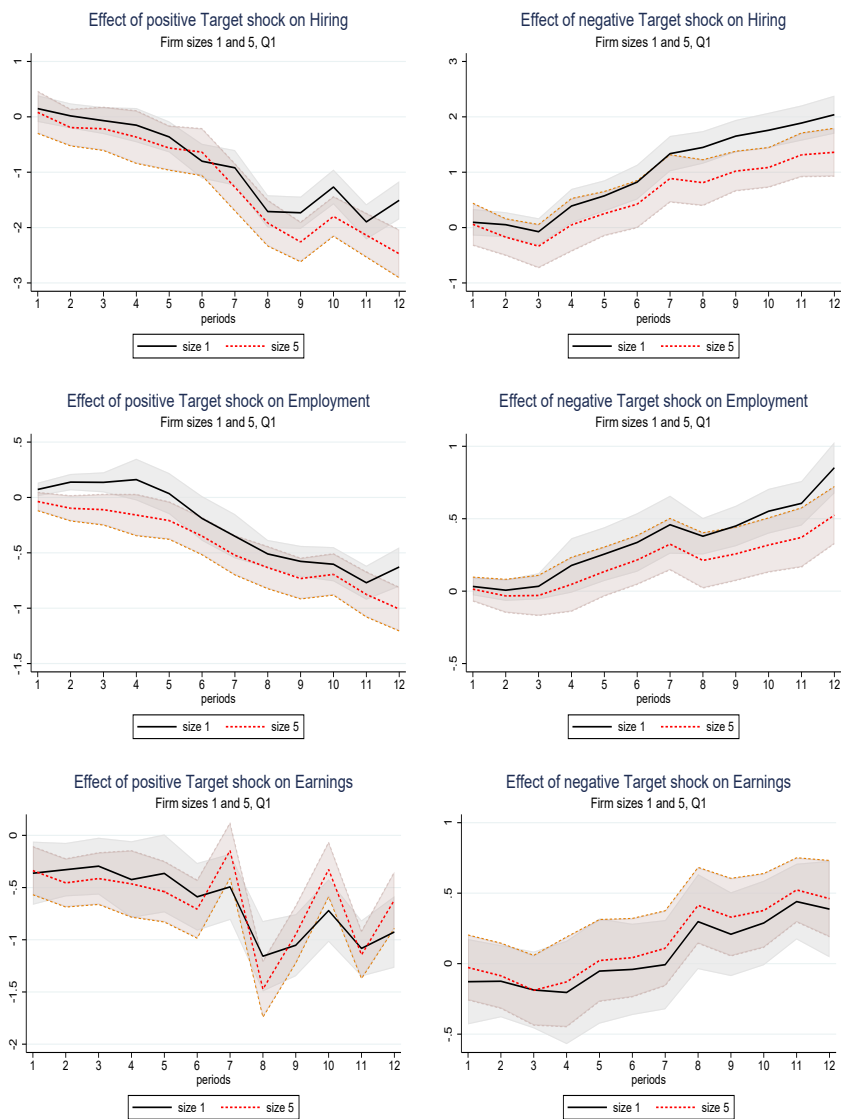 Effect of positive Target shock on Hiring
Firm sizes 1 and 5, Q1
1
0
-1
-2
-3
1 2 3 4 5 6 7 8 9 10 11 12
periods
size 1 size 5
Effect of negative Target shock on Hiring
Firm sizes 1 and 5, Q1
3
2
1
0
-1
1 2 3 4 5 6 7 8 9 10 11 12
periods
size 1 size 5
Effect of positive Target shock on Employment
Firm sizes 1 and 5, Q1
.5
0
-.5
-1
-1.5
1 2 3 4 5 6 7 8 9 10 11 12
periods
size 1 size 5
Effect of negative Target shock on Employment
Firm sizes 1 and 5, Q1
1
.5
0
-.5
1 2 3 4 5 6 7 8 9 10 11 12
periods
size 1 size 5
Effect of positive Target shock on Earnings
Firm sizes 1 and 5, Q1
0
-.5
-1
-1.5
-2
1 2 3 4 5 6 7 8 9 10 11 12
periods
size 1 size 5
Effect of negative Target shock on Earnings
Firm sizes 1 and 5, Q1
1
.5
0
-.5
1 2 3 4 5 6 7 8 9 10 11 12
periods
size 1 size 5